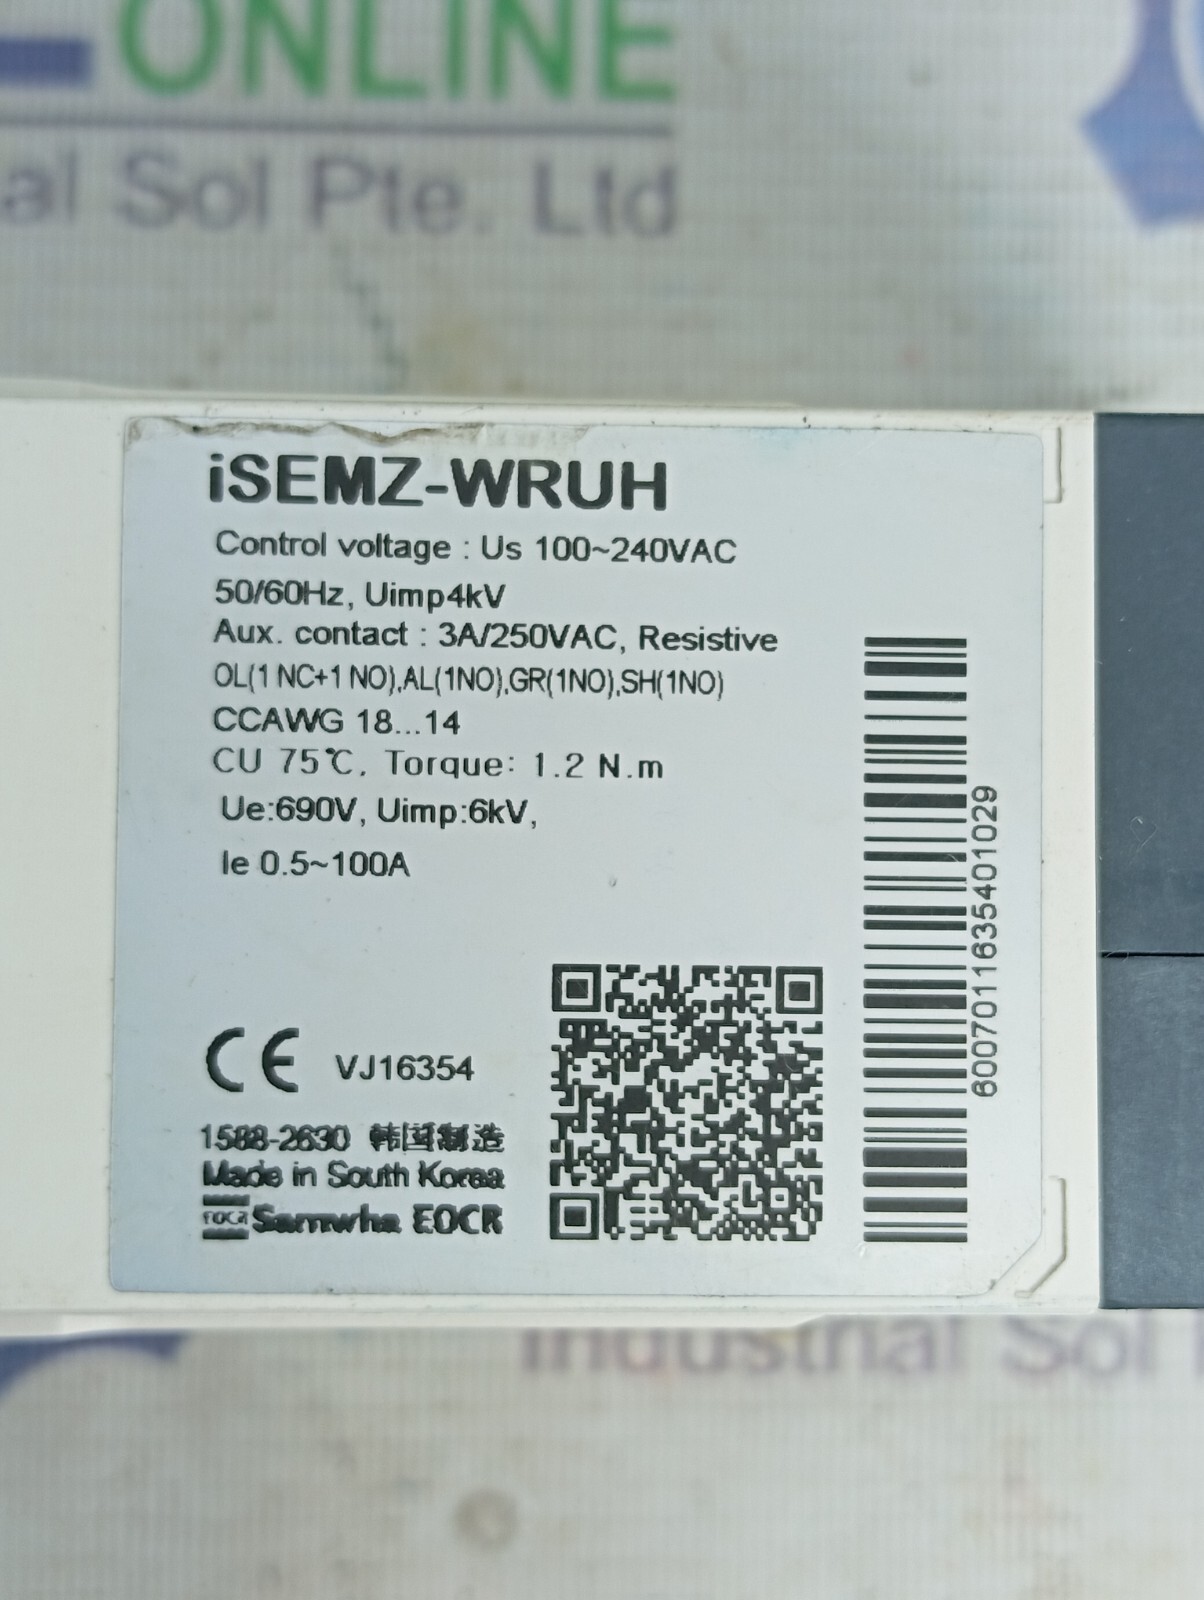 ONLINE
al Sol Pte. Ltd
iSEMZ-WRUH
Control voltage : Us 100~240VAC
50/60Hz, Uimp4kV
Aux. contact : 3A/250VAC, Resistive
OL(1 NC+1 NO),AL(1NO),GR(1NO),SH(1NO)
CCAWG 18...14
CU 75℃, Torque: 1.2 N.m
Ue:690V, Uimp:6kV,
Ie 0.5~100A
6007011635401029
CE VJ16354
1588-2630 韩国制造
Made in South Korea
EOCR Samwha EOCR
Industrial Sol